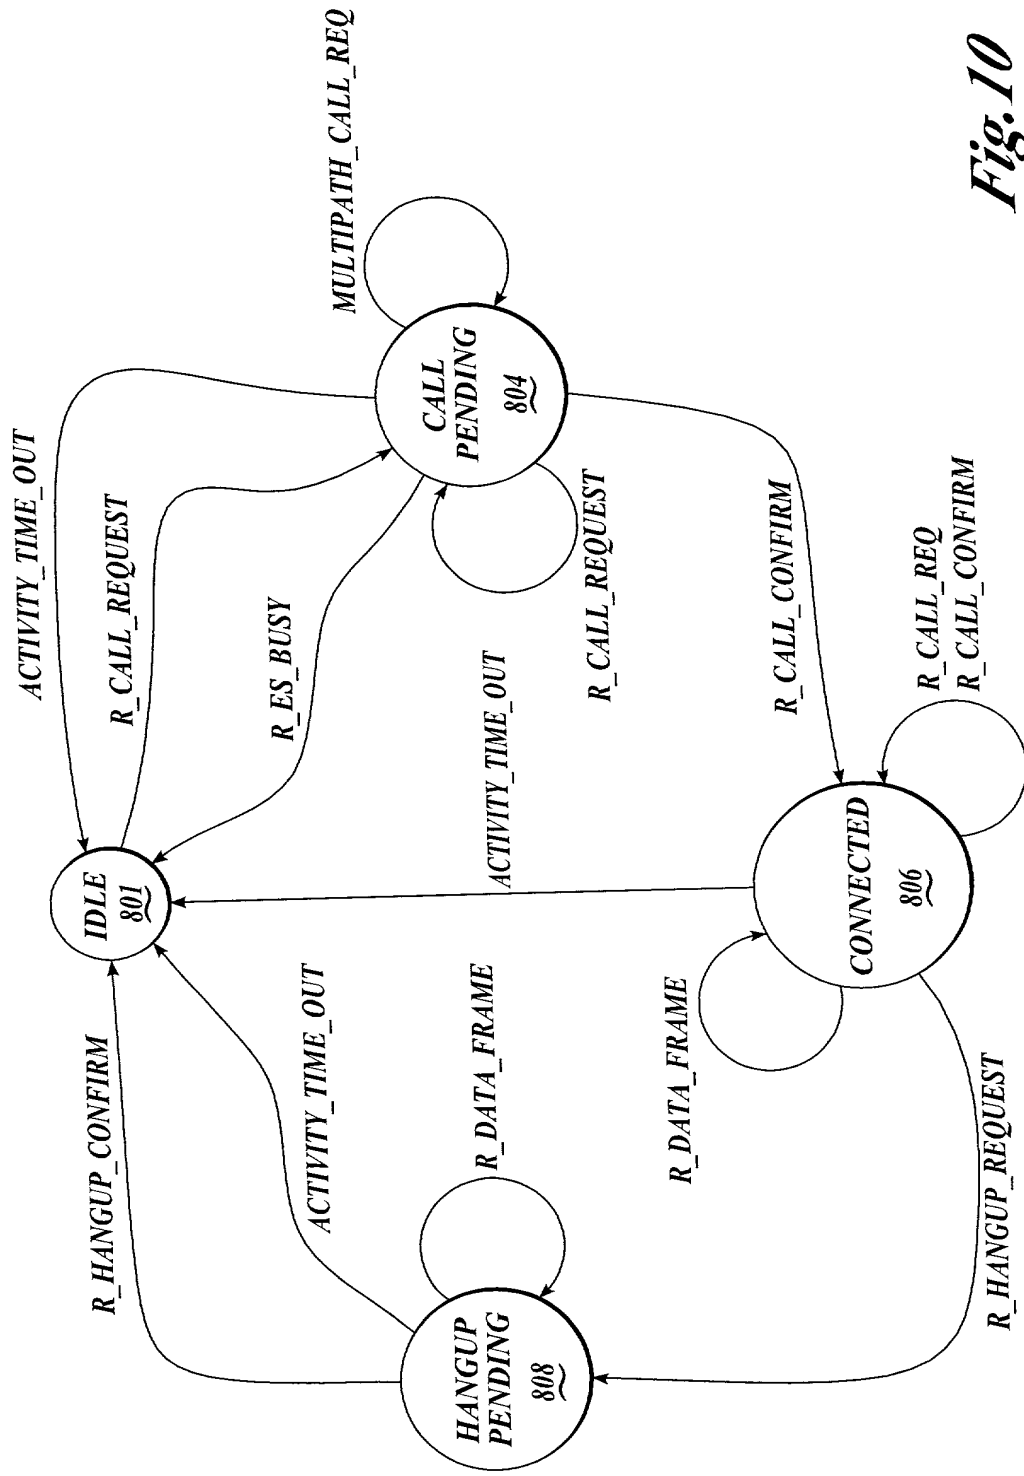 ACTIVITY_TIME_OUT
R_HANGUP_CONFIRM
IDLE
801
R_CALL_REQUEST
R_ES_BUSY
ACTIVITY_TIME_OUT
MULTIPATH_CALL_REQ
CALL
PENDING
804
HANGUP
PENDING
808
R_DATA_FRAME
ACTIVITY_TIME_OUT
R_CALL_REQUEST
R_DATA_FRAME
R_CALL_CONFIRM
CONNECTED
806
R_CALL_REQ
R_CALL_CONFIRM
R_HANGUP_REQUEST
Fig.10